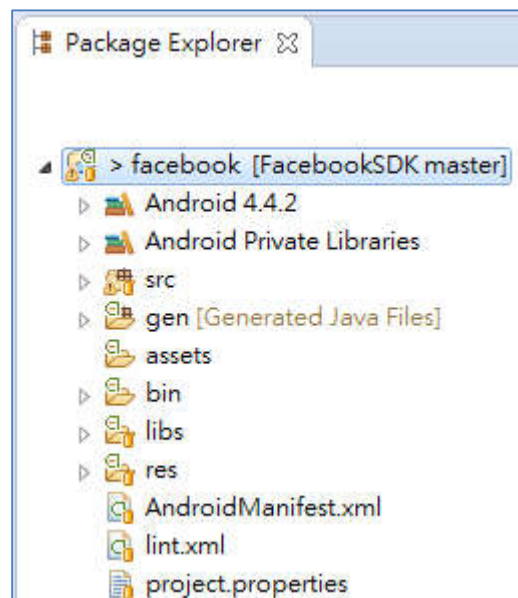 Package Explorer
> facebook [FacebookSDK master]
Android 4.4.2
Android Private Libraries
src
gen [Generated Java Files]
assets
bin
libs
res
AndroidManifest.xml
lint.xml
project.properties